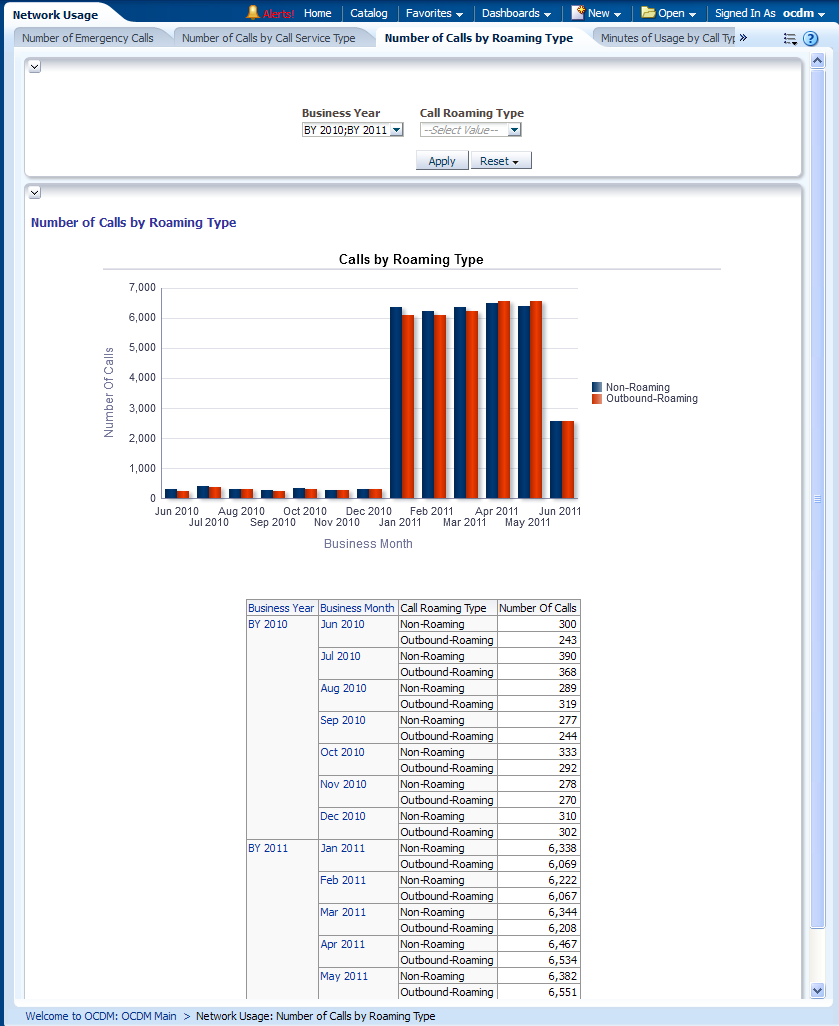 Network Usage Alerts! Home Catalog Favorites Dashboards New Open Signed In As ocdm
Number of Emergency Calls Number of Calls by Call Service Type Number of Calls by Roaming Type Minutes of Usage by Call Typ »
Business Year Call Roaming Type
BY 2010;BY 2011 --Select Value--
Apply Reset
Number of Calls by Roaming Type
Calls by Roaming Type
7,000
6,000
5,000
4,000
3,000
2,000
1,000
0
Number Of Calls
Non-Roaming
Outbound-Roaming
Jun 2010 Aug 2010 Oct 2010 Dec 2010 Feb 2011 Apr 2011 Jun 2011
Jul 2010 Sep 2010 Nov 2010 Jan 2011 Mar 2011 May 2011
Business Month
Business Year Business Month Call Roaming Type Number Of Calls
BY 2010 Jun 2010 Non-Roaming 300
Outbound-Roaming 243
Jul 2010 Non-Roaming 390
Outbound-Roaming 368
Aug 2010 Non-Roaming 289
Outbound-Roaming 319
Sep 2010 Non-Roaming 277
Outbound-Roaming 244
Oct 2010 Non-Roaming 333
Outbound-Roaming 292
Nov 2010 Non-Roaming 278
Outbound-Roaming 270
Dec 2010 Non-Roaming 310
Outbound-Roaming 302
BY 2011 Jan 2011 Non-Roaming 6,338
Outbound-Roaming 6,069
Feb 2011 Non-Roaming 6,222
Outbound-Roaming 6,067
Mar 2011 Non-Roaming 6,344
Outbound-Roaming 6,208
Apr 2011 Non-Roaming 6,467
Outbound-Roaming 6,534
May 2011 Non-Roaming 6,382
Outbound-Roaming 6,551
Welcome to OCDM: OCDM Main > Network Usage: Number of Calls by Roaming Type